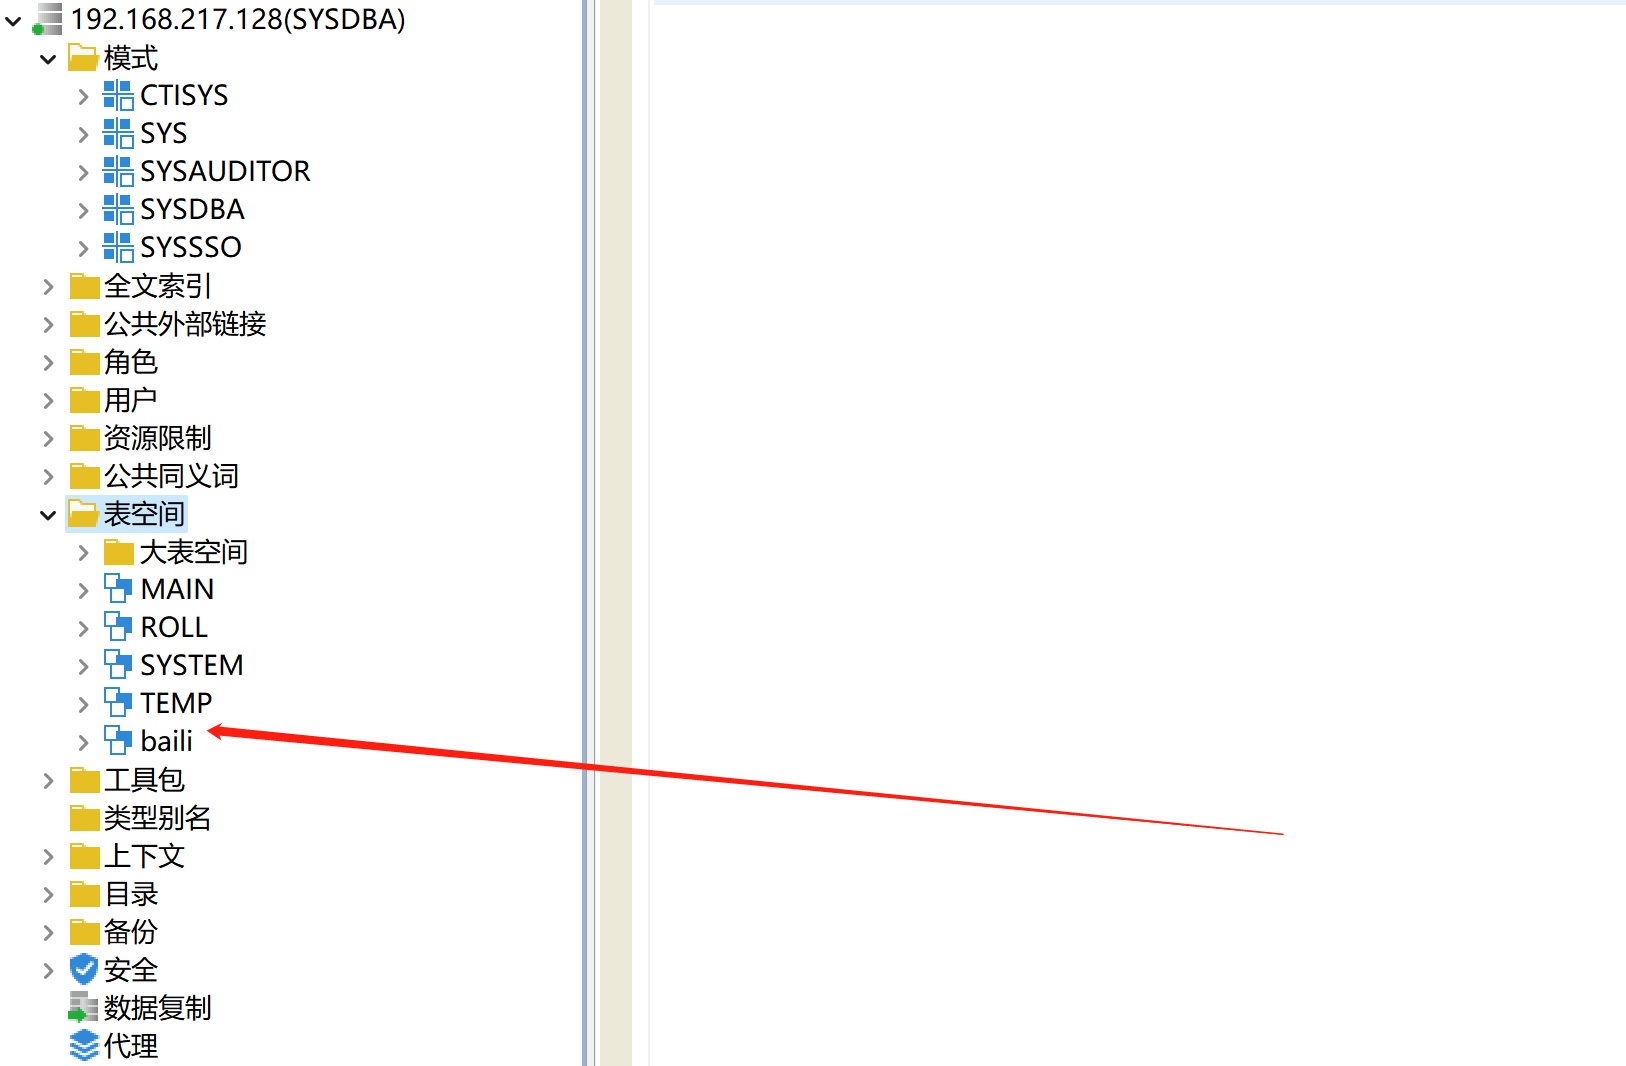 192.168.217.128(SYSDBA)
模式
CTISYS
SYS
SYSAUDITOR
SYSDBA
SYSSSO
全文索引
公共外部链接
角色
用户
资源限制
公共同义词
表空间
大表空间
MAIN
ROLL
SYSTEM
TEMP
baili
工具包
类型别名
上下文
目录
备份
安全
数据复制
代理